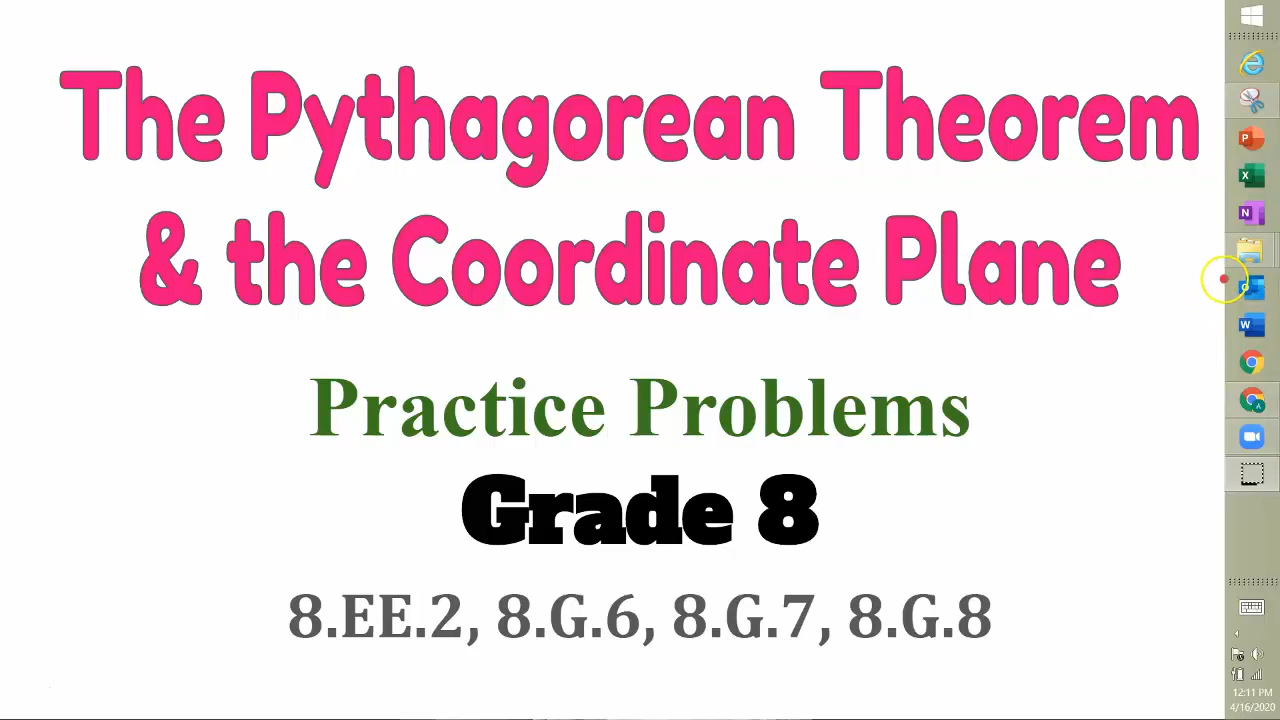 The Pythagorean Theorem
& the Coordinate Plane
Practice Problems
Grade 8
8.EE.2, 8.G.6, 8.G.7, 8.G.8
12:11 PM
4/16/2020